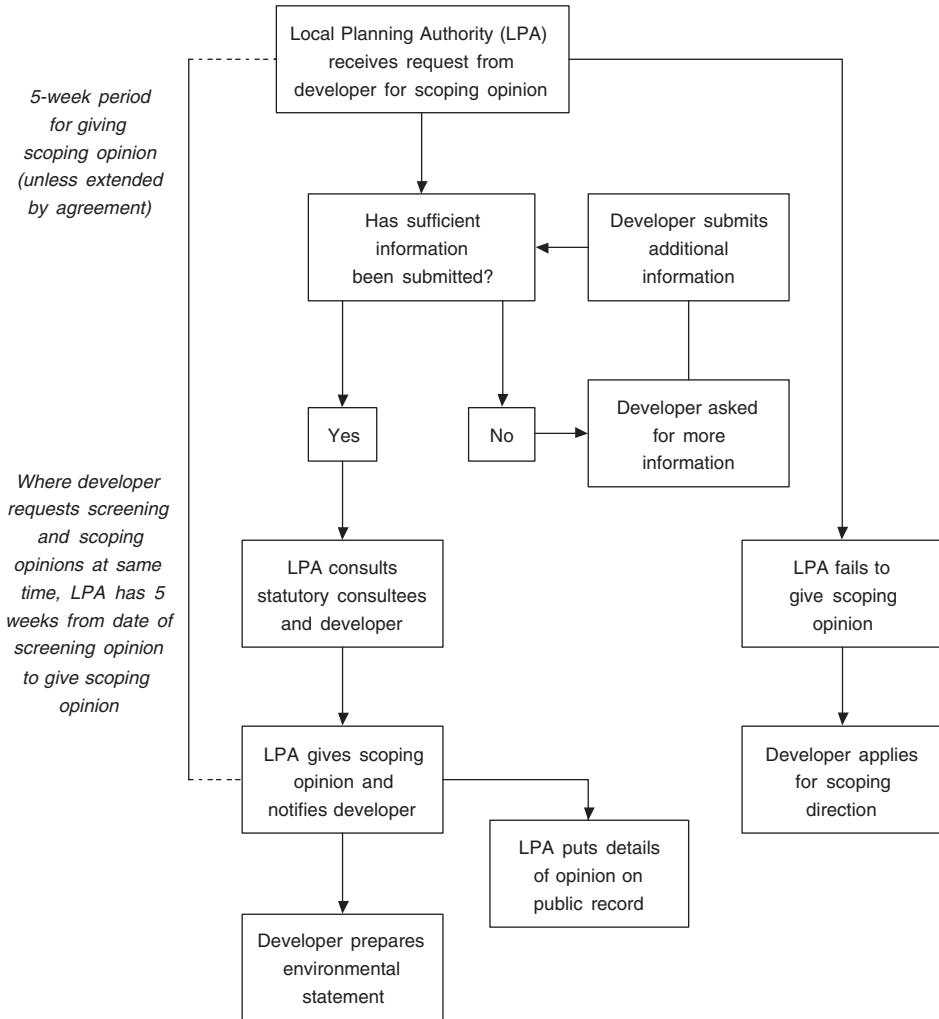 Local Planning Authority (LPA)
receives request from
developer for scoping opinion
5-week period
for giving
scoping opinion
(unless extended
by agreement)
Has sufficient
information
been submitted?
Developer submits
additional
information
Yes
No
Developer asked
for more
information
Where developer
requests screening
and scoping
opinions at same
time, LPA has 5
weeks from date of
screening opinion
to give scoping
opinion
LPA consults
statutory consultees
and developer
LPA fails to
give scoping
opinion
LPA gives scoping
opinion and
notifies developer
Developer applies
for scoping
direction
LPA puts details
of opinion on
public record
Developer prepares
environmental
statement